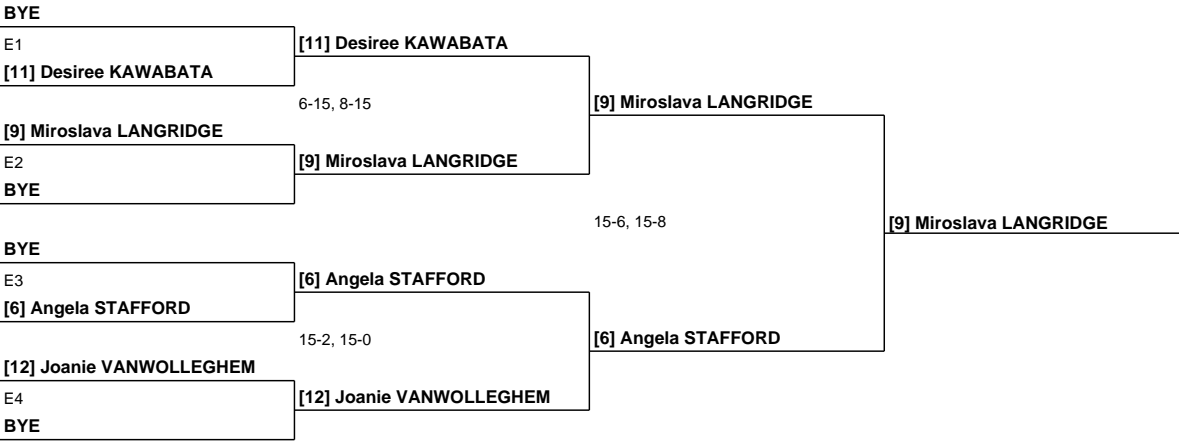 BYE
E1
[11] Desiree KAWABATA
[11] Desiree KAWABATA
6-15, 8-15
[9] Miroslava LANGRIDGE
[9] Miroslava LANGRIDGE
E2
[9] Miroslava LANGRIDGE
BYE
15-6, 15-8
[9] Miroslava LANGRIDGE
BYE
E3
[6] Angela STAFFORD
[6] Angela STAFFORD
15-2, 15-0
[6] Angela STAFFORD
[12] Joanie VANWOLLEGHEM
E4
[12] Joanie VANWOLLEGHEM
BYE